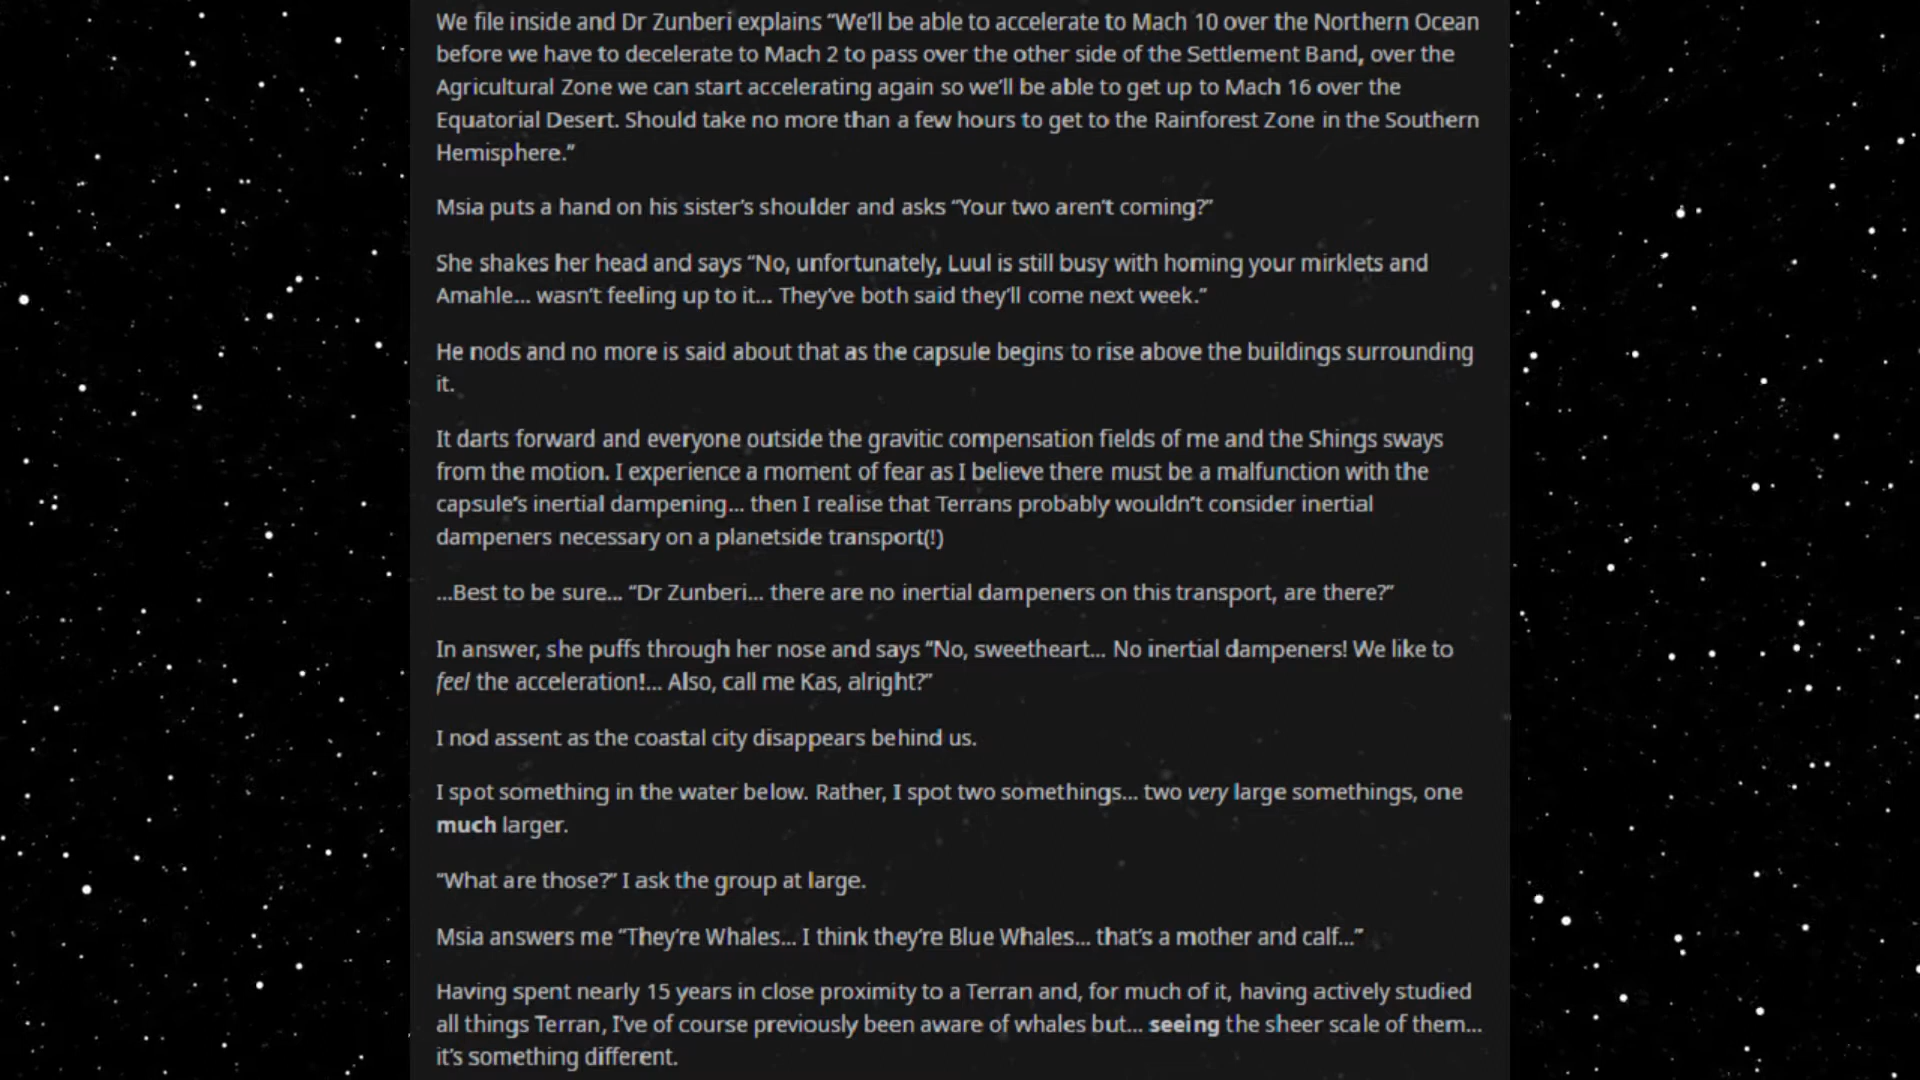 We file inside and Dr Zunberi explains “We’ll be able to accelerate to Mach 10 over the Northern Ocean
before we have to decelerate to Mach 2 to pass over the other side of the Settlement Band, over the
Agricultural Zone we can start accelerating again so we’ll be able to get up to Mach 16 over the
Equatorial Desert. Should take no more than a few hours to get to the Rainforest Zone in the Southern
Hemisphere.”
Msia puts a hand on his sister’s shoulder and asks “Your two aren’t coming?”
She shakes her head and says “No, unfortunately, Luul is still busy with homing your mirklets and
Amahle... wasn’t feeling up to it... They’ve both said they’ll come next week.”
He nods and no more is said about that as the capsule begins to rise above the buildings surrounding
it.
It darts forward and everyone outside the gravitic compensation fields of me and the Shings sways
from the motion. I experience a moment of fear as I believe there must be a malfunction with the
capsule’s inertial dampening... then I realise that Terrans probably wouldn’t consider inertial
dampeners necessary on a planetside transport(!)
...Best to be sure... “Dr Zunberi... there are no inertial dampeners on this transport, are there?”
In answer, she puffs through her nose and says “No, sweetheart... No inertial dampeners! We like to
feel the acceleration!... Also, call me Kas, alright?”
I nod assent as the coastal city disappears behind us.
I spot something in the water below. Rather, I spot two somethings... two very large somethings, one
much larger.
“What are those?” I ask the group at large.
Msia answers me “They’re Whales... I think they’re Blue Whales... that’s a mother and calf...”
Having spent nearly 15 years in close proximity to a Terran and, for much of it, having actively studied
all things Terran, I’ve of course previously been aware of whales but... seeing the sheer scale of them...
it’s something different.